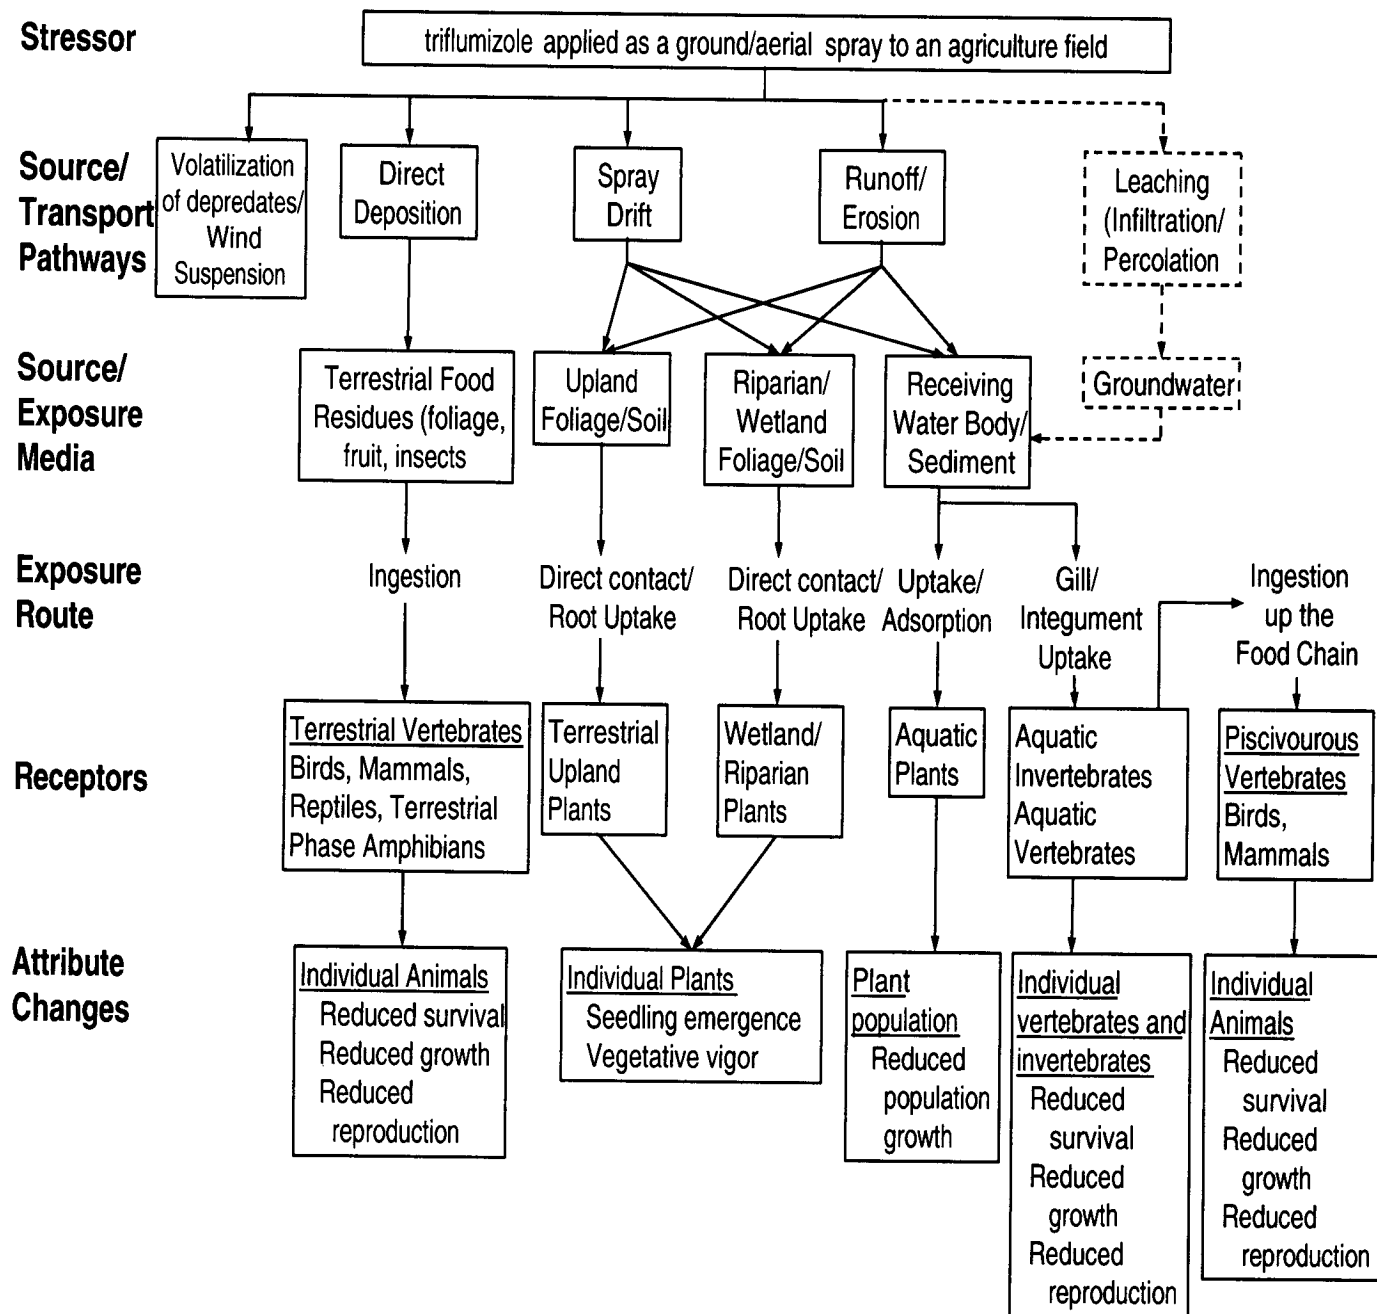 Stressor
triflumizole applied as a ground/aerial spray to an agriculture field
Source/
Transport
Pathways
Volatilization
of depredates/
Wind
Suspension
Direct
Deposition
Spray
Drift
Runoff/
Erosion
Leaching
(Infiltration/
Percolation
Source/
Exposure
Media
Terrestrial Food
Residues (foliage,
fruit, insects
Upland
Foliage/Soil
Riparian/
Wetland
Foliage/Soil
Receiving
Water Body/
Sediment
Groundwater
Exposure
Route
Ingestion
Direct contact/
Root Uptake
Direct contact/
Root Uptake
Uptake/
Adsorption
Gill/
Integument
Uptake
Ingestion
up the
Food Chain
Receptors
Terrestrial Vertebrates
Birds, Mammals,
Reptiles, Terrestrial
Phase Amphibians
Terrestrial
Upland
Plants
Wetland/
Riparian
Plants
Aquatic
Plants
Aquatic
Invertebrates
Aquatic
Vertebrates
Piscivourous
Vertebrates
Birds,
Mammals
Attribute
Changes
Individual Animals
Reduced survival
Reduced growth
Reduced
reproduction
Individual Plants
Seedling emergence
Vegetative vigor
Plant
population
Reduced
population
growth
Individual
vertebrates and
invertebrates
Reduced
survival
Reduced
growth
Reduced
reproduction
Individual
Animals
Reduced
survival
Reduced
growth
Reduced
reproduction